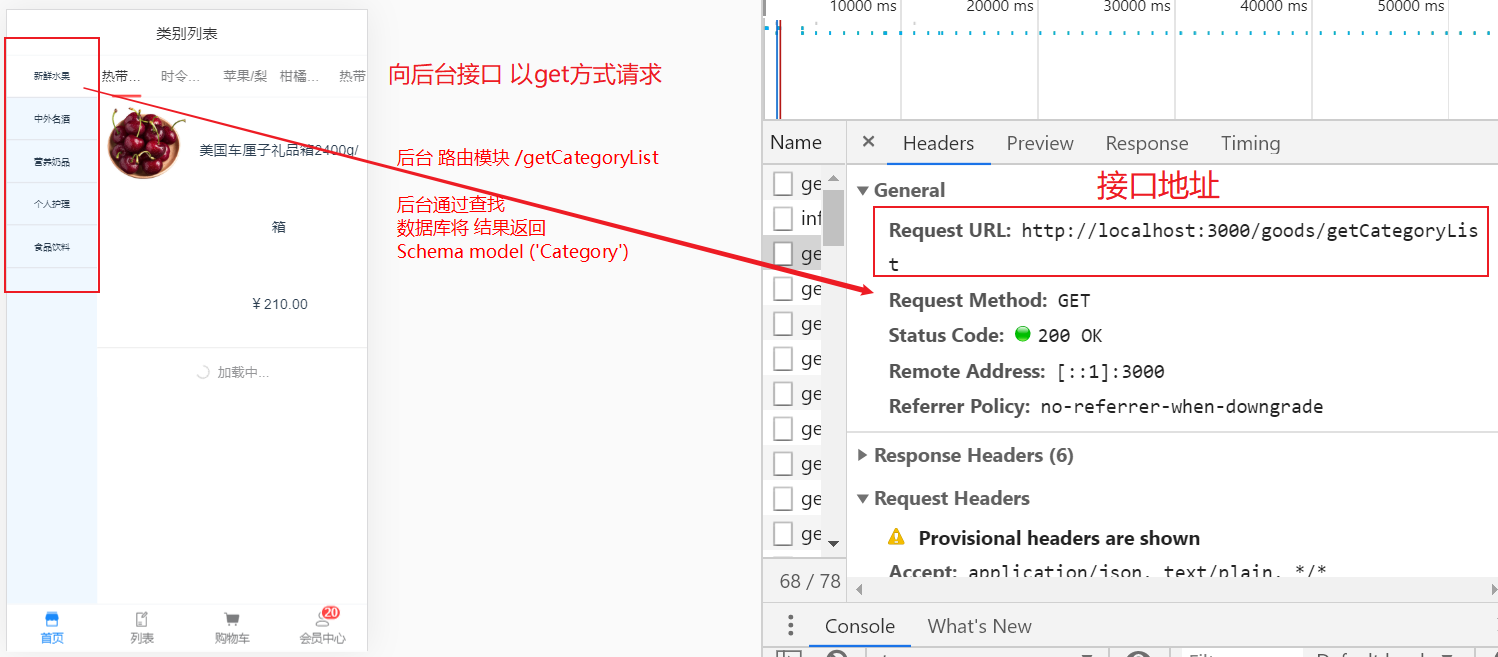 类别列表
新鲜水果
热带...
时令...
苹果/梨
柑橘...
热带
中外名酒
营养奶品
个人护理
食品饮料
美国车厘子礼品箱2400g/
箱
¥ 210.00
加载中...
首页
列表
购物车
20
会员中心
向后台接口 以get方式请求
后台 路由模块 /getCategoryList
后台通过查找
数据库将 结果返回
Schema model ('Category')
10000 ms
20000 ms
30000 ms
40000 ms
50000 ms
Name
× Headers Preview Response Timing
ge
inf
ge
ge
ge
ge
ge
ge
ge
ge
ge
68 / 78
General
接口地址
Request URL: http://localhost:3000/goods/getCategoryLis
t
Request Method: GET
Status Code: 200 OK
Remote Address: [::1]:3000
Referrer Policy: no-referrer-when-downgrade
Response Headers (6)
Request Headers
Provisional headers are shown
Accept: application/json, text/plain, */*
Console What's New